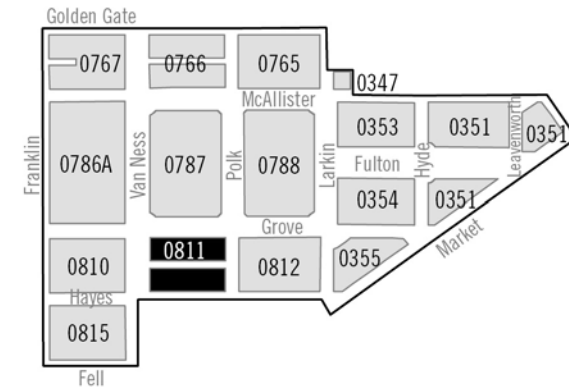 Golden Gate
0767
0766
0765
0347
McAllister
Franklin
0786A
Van Ness
0787
Polk
0788
Larkin
0353
Fulton
0354
Hyde
0351
Leavenworth
0351
0351
Market
Grove
0810
0811
0812
0355
Hayes
0815
Fell